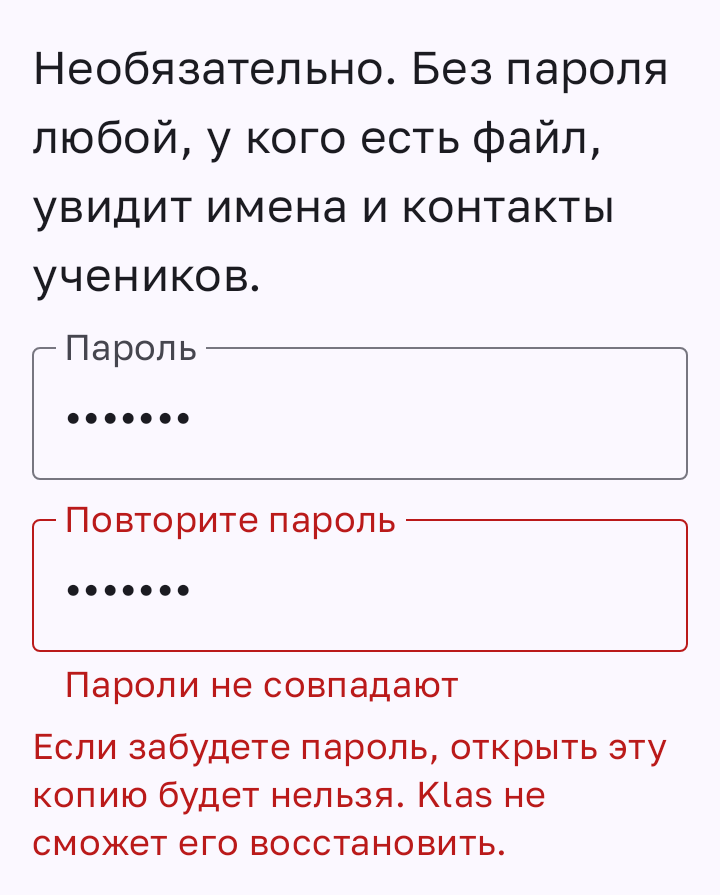 Необязательно. Без пароля
любой, у кого есть файл,
увидит имена и контакты
учеников.
Пароль
•••••••
Повторите пароль
•••••••
Пароли не совпадают
Если забудете пароль, открыть эту
копию будет нельзя. Klas не
сможет его восстановить.